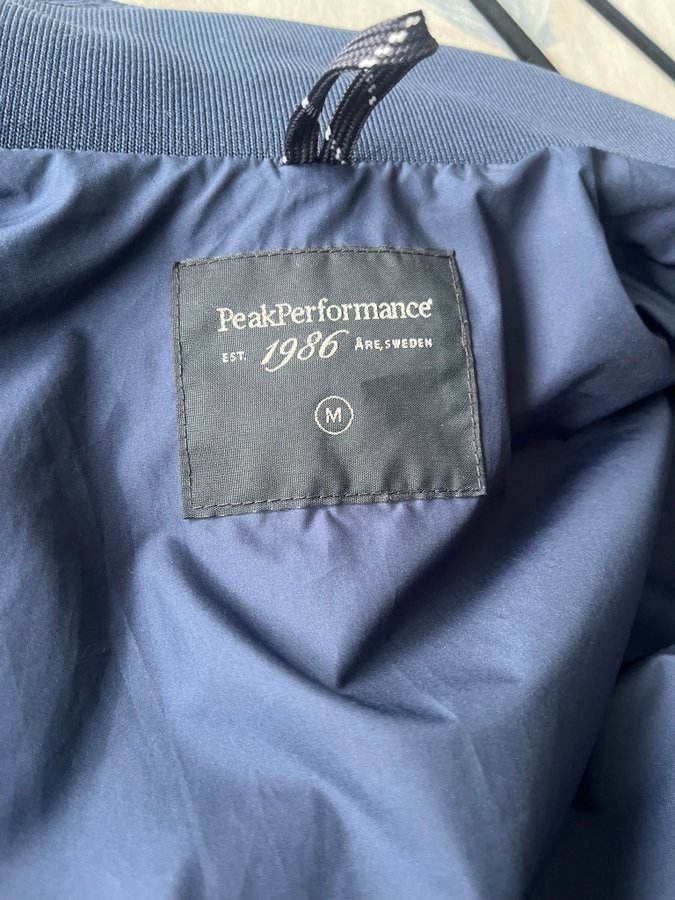 PeakPerformance®
EST. 1986 ÅRE, SWEDEN
M